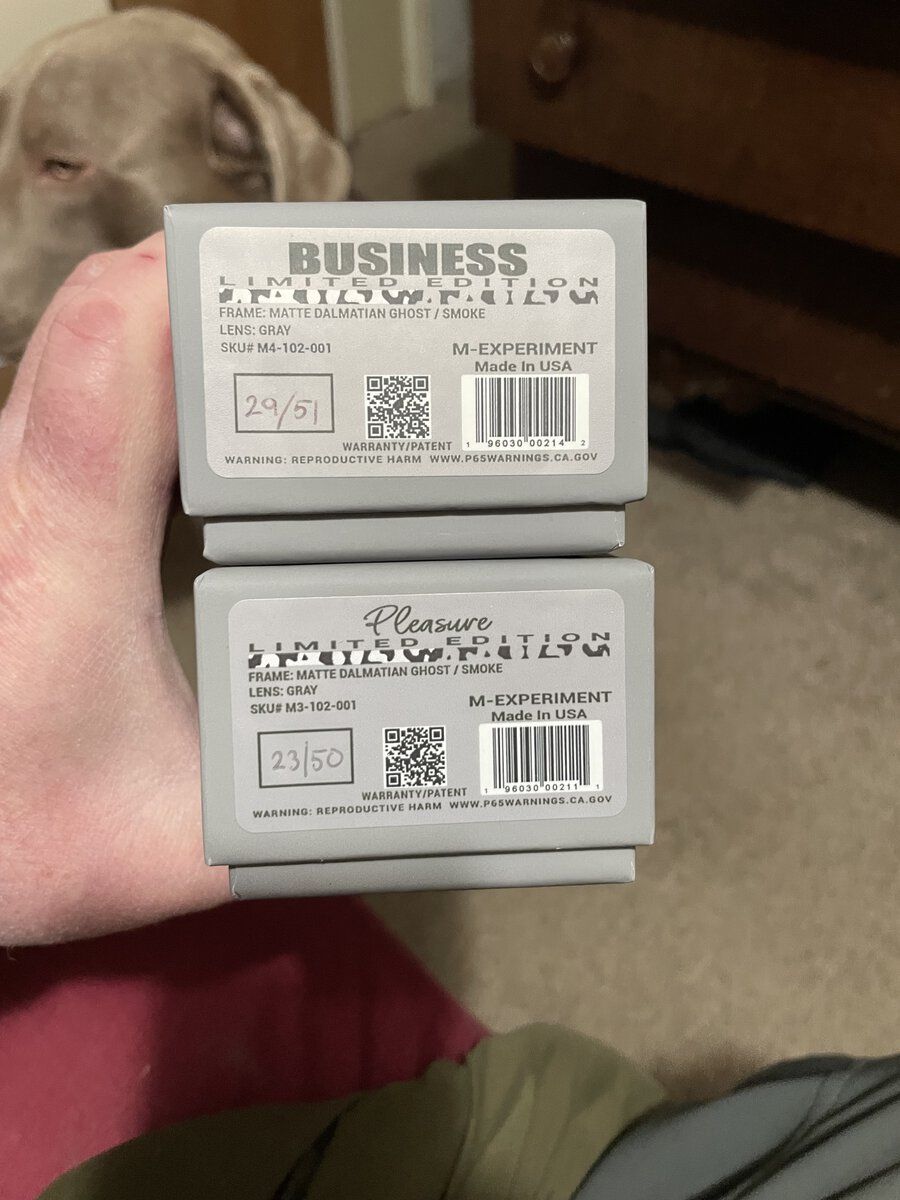 BUSINESS
LIMITED EDITION
FRAME: MATTE DALMATIAN GHOST / SMOKE
LENS: GRAY
SKU# M4-102-001
M-EXPERIMENT
Made In USA
29/51
1 96030 00214 2
WARRANTY/PATENT
WARNING: REPRODUCTIVE HARM WWW.P65WARNINGS.CA.GOV
Pleasure
LIMITED EDITION
FRAME: MATTE DALMATIAN GHOST / SMOKE
LENS: GRAY
SKU# M3-102-001
M-EXPERIMENT
Made In USA
23/50
1 96030 00211 1
WARRANTY/PATENT
WARNING: REPRODUCTIVE HARM WWW.P65WARNINGS.CA.GOV